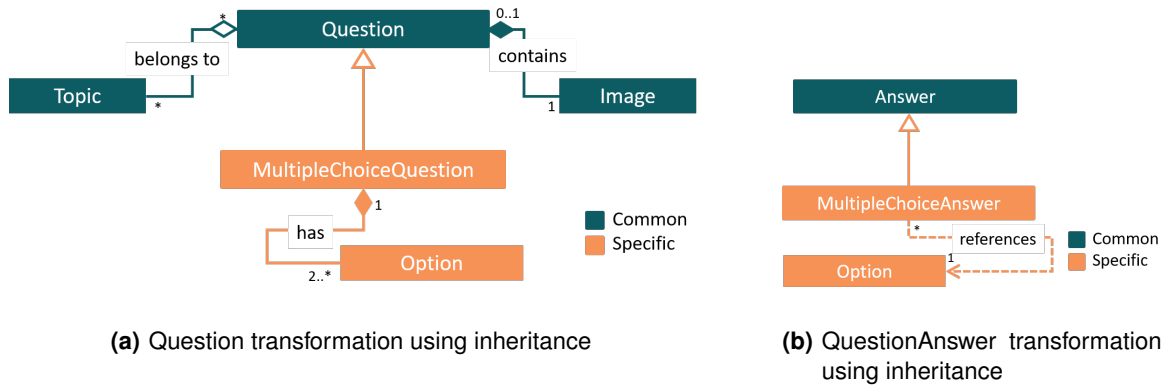 Question
*
0..1
belongs to
contains
Topic
*
1
Image
MultipleChoiceQuestion
1
has
Option
2..*
Common
Specific
(a) Question transformation using inheritance
Answer
MultipleChoiceAnswer
*
references
1
Option
Common
Specific
(b) QuestionAnswer transformation
using inheritance